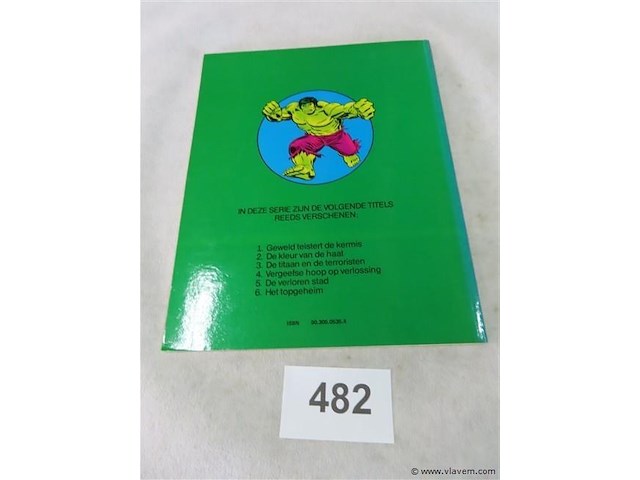 IN DEZE SERIE ZIJN DE VOLGENDE TITELS
REEDS VERSCHENEN:
1. Geweld teistert de kermis
2. De kleur van de haat
3. De titaan en de terroristen
4. Vergeefse hoop op verlossing
5. De verloren stad
6. Het topgeheim
ISBN
482
© www.vlavem.com